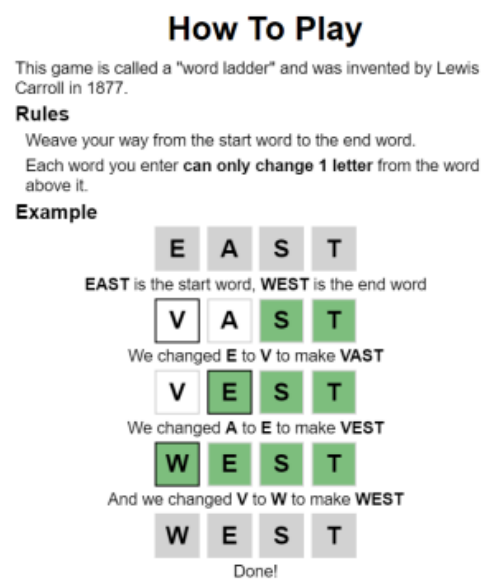 How To Play
This game is called a "word ladder" and was invented by Lewis
Carroll in 1877.
Rules
Weave your way from the start word to the end word.
Each word you enter can only change 1 letter from the word
above it.
Example
E A S T
EAST is the start word, WEST is the end word
V A S T
We changed E to V to make VAST
V E S T
We changed A to E to make VEST
W E S T
And we changed V to W to make WEST
W E S T
Done!